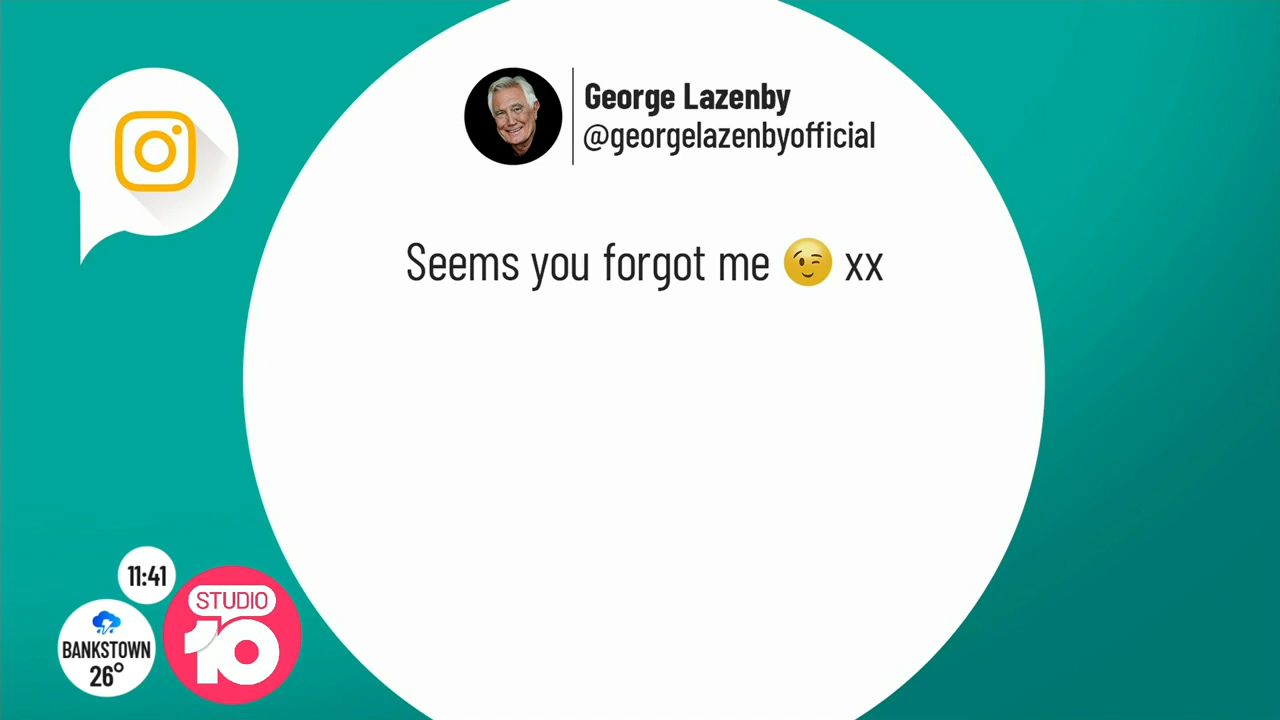 George Lazenby
@georgelazenbyofficial
Seems you forgot me 😉 xx
11:41
BANKSTOWN
26°
STUDIO
10